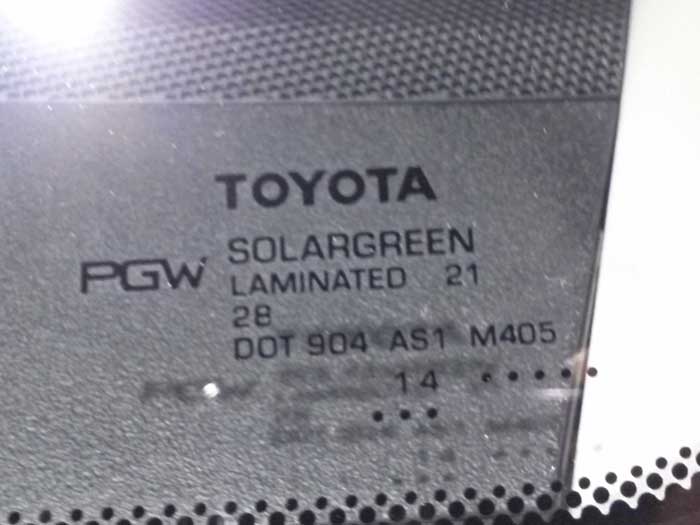 TOYOTA
PGW SOLARGREEN
LAMINATED 21
28
DOT 904 AS1 M405
14